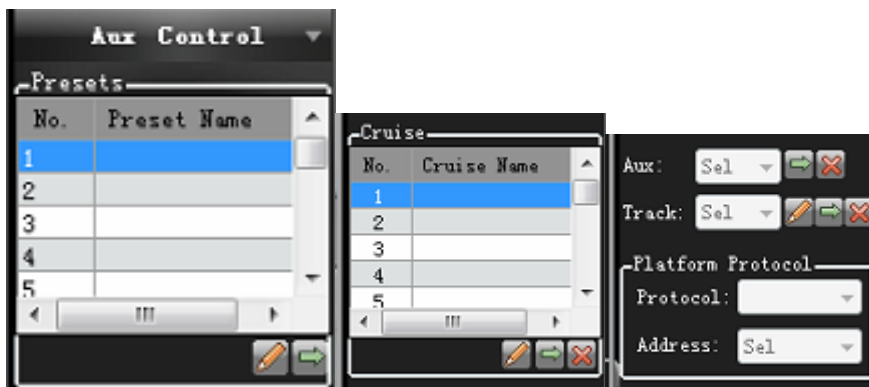 Aux Control
Presets
No. Preset Name
1
2
3
4
5
Cruise
No. Cruise Name
1
2
3
4
5
Aux: Sel
Track: Sel
Platform Protocol
Protocol:
Address: Sel